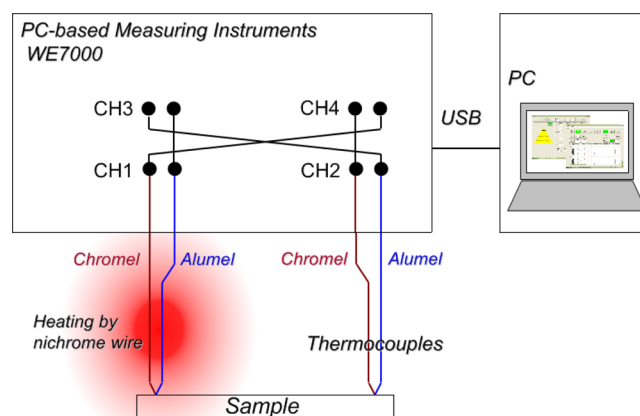 PC-based Measuring Instruments
WE7000
PC
USB
CH3
CH4
CH1
CH2
Chromel
Alumel
Chromel
Alumel
Heating by
nichrome wire
Thermocouples
Sample